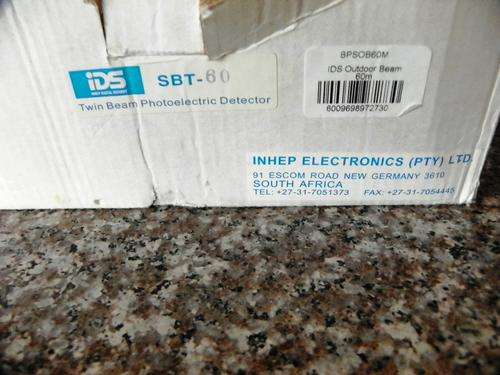 iDS
SBT-60
Twin Beam Photoelectric Detector
BPSOB60M
IDS Outdoor Beam
60m
6009698972730
INHEP ELECTRONICS (PTY) LTD.
91 ESCOM ROAD NEW GERMANY 3610
SOUTH AFRICA
TEL: +27-31-7051373 FAX: +27-31-7054445